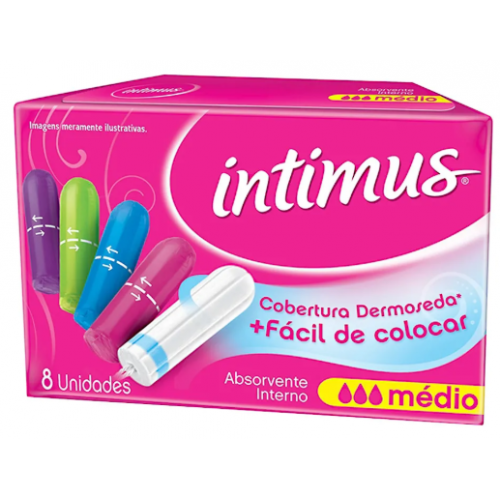 Absorvente
Interno
médio
Imagens meramente ilustrativas.
intimus®
Cobertura Dermoseda*
+Fácil de colocar
8 Unidades
Absorvente
Interno
médio